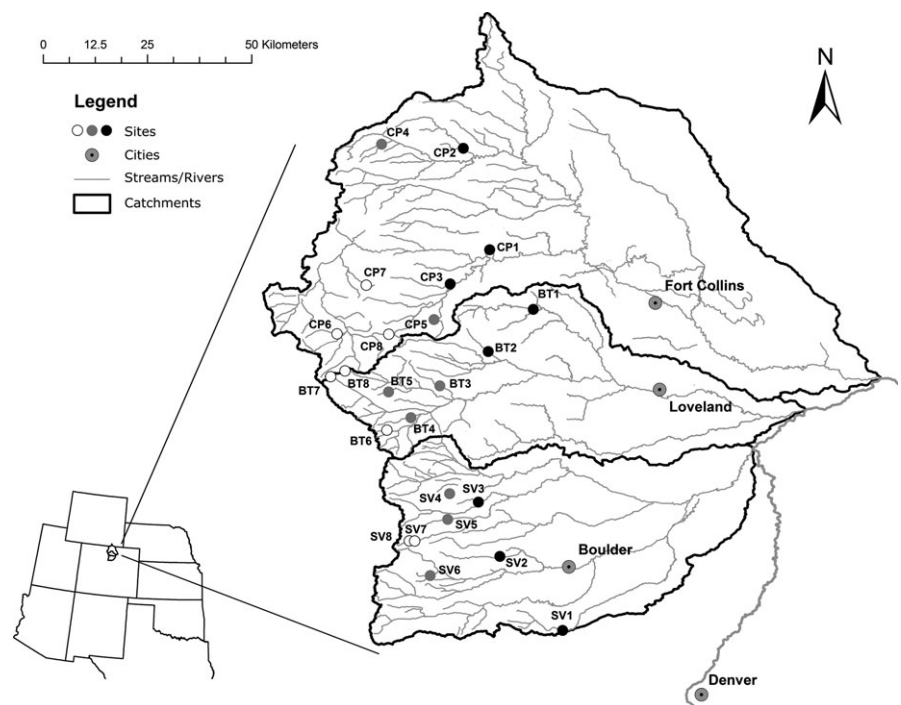 0 12.5 25 50 Kilometers
N
Legend
Sites
Cities
Streams/Rivers
Catchments
CP4
CP2
CP1
CP7
CP3
Fort Collins
BT1
CP6
CP5
CP8
BT2
BT8
BT7
BT5
BT3
Loveland
BT4
BT6
SV3
SV4
SV5
SV7
SV8
Boulder
SV2
SV6
SV1
Denver